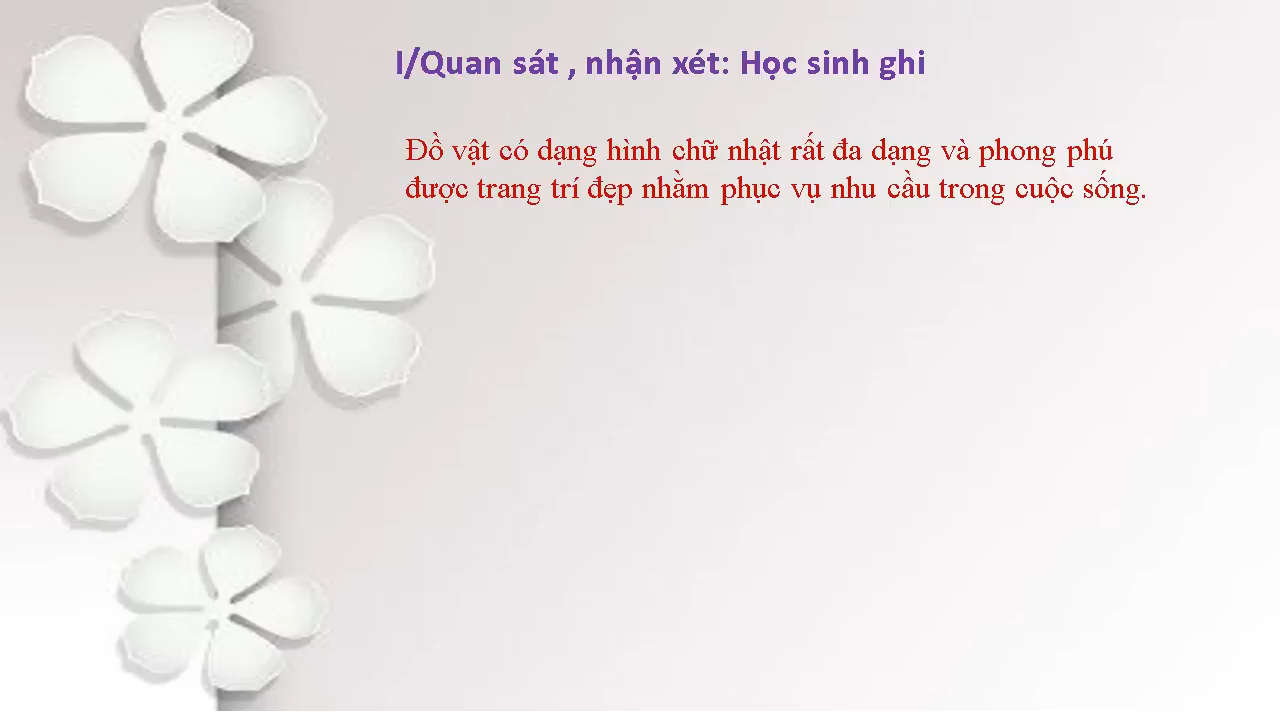 I/Quan sát , nhận xét: Học sinh ghi
Đồ vật có dạng hình chữ nhật rất đa dạng và phong phú
được trang trí đẹp nhằm phục vụ nhu cầu trong cuộc sống.